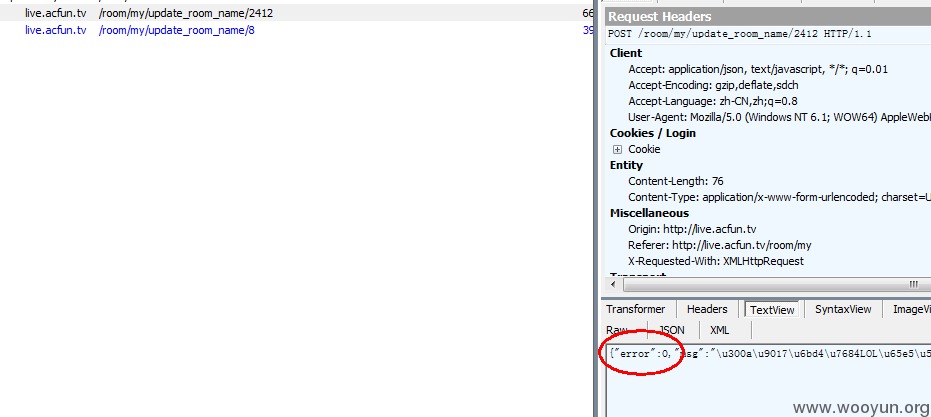 live.acfun.tv /room/my/update_room_name/2412 66
live.acfun.tv /room/my/update_room_name/8 39
Request Headers
POST /room/my/update_room_name/2412 HTTP/1.1
Client
Accept: application/json, text/javascript, */*; q=0.01
Accept-Encoding: gzip,deflate,sdch
Accept-Language: zh-CN,zh;q=0.8
User-Agent: Mozilla/5.0 (Windows NT 6.1; WOW64) AppleWebK
Cookies / Login
Cookie
Entity
Content-Length: 76
Content-Type: application/x-www-form-urlencoded; charset=U
Miscellaneous
Origin: http://live.acfun.tv
Referer: http://live.acfun.tv/room/my
X-Requested-With: XMLHttpRequest
Transformer Headers TextView SyntaxView ImageVi
Raw JSON XML
{"error":0,"msg":"\u300a\u9017\u6bd4\u7684LOL\u65e5\u5
www.wooyun.org